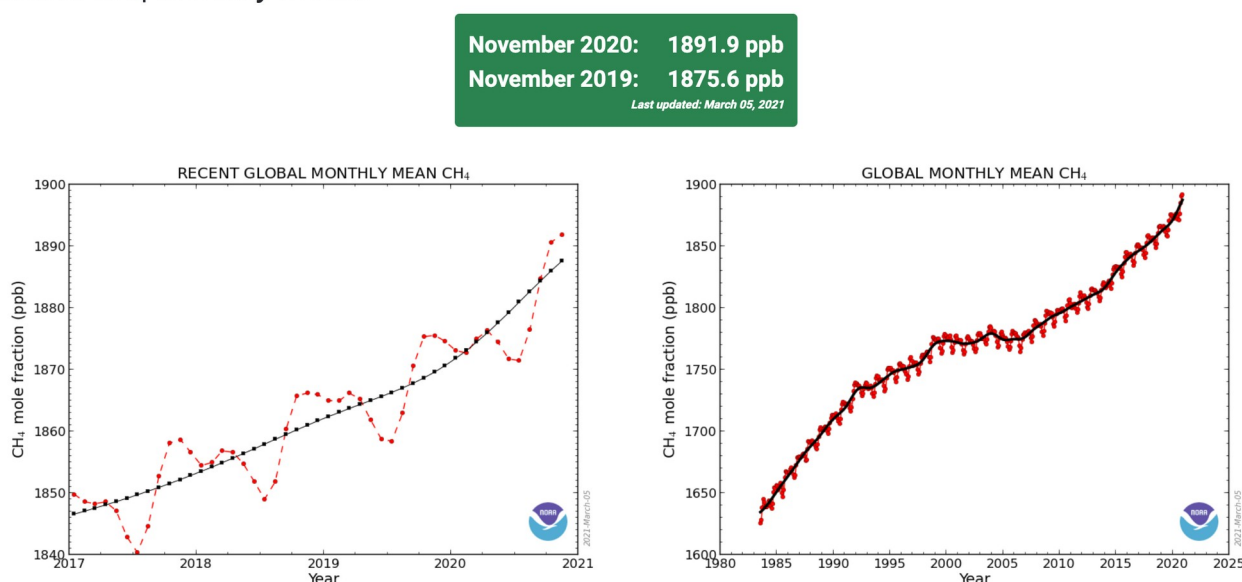 November 2020: 1891.9 ppb
November 2019: 1875.6 ppb
Last updated: March 05, 2021
RECENT GLOBAL MONTHLY MEAN CH₄
1900
1890
1880
1870
1860
1850
1840
CH₄ mole fraction (ppb)
2017 2018 2019 2020 2021
Year
NOAA
2021-March-05
GLOBAL MONTHLY MEAN CH₄
1900
1850
1800
1750
1700
1650
1600
CH₄ mole fraction (ppb)
1980 1985 1990 1995 2000 2005 2010 2015 2020 2025
Year
NOAA
2021-March-05